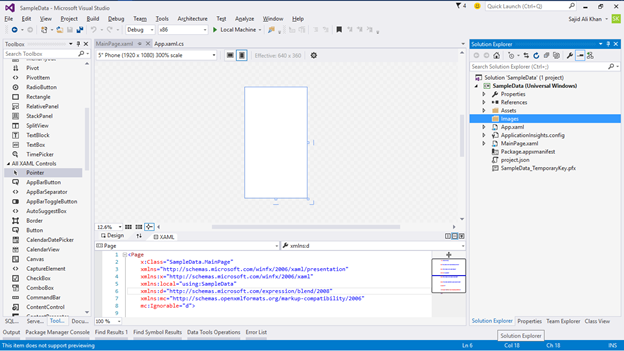 SampleData - Microsoft Visual Studio
4
Quick Launch (Ctrl+Q)
File Edit View Project Build Debug Team Tools Architecture Test Analyze Window Help
Sajid Ali Khan
SK
Debug x86 Local Machine
Toolbox
Search Toolbox
Pivot
PivotItem
RadioButton
Rectangle
RelativePanel
StackPanel
SplitView
TextBlock
TextBox
TimePicker
All XAML Controls
Pointer
AppBarButton
AppBarSeparator
AppBarToggleButton
AutoSuggestBox
Border
Button
CalendarDatePicker
CalendarView
Canvas
CaptureElement
CheckBox
ComboBox
CommandBar
ContentControl
SQL... Serve... Tool... Docu...
MainPage.xaml App.xaml.cs
5" Phone (1920 x 1080) 300% scale
Effective: 640 x 360
12.6%
Design XAML
Page
xmlns:d
1 <Page
2 x:Class="SampleData.MainPage"
3 xmlns="http://schemas.microsoft.com/winfx/2006/xaml/presentation"
4 xmlns:x="http://schemas.microsoft.com/winfx/2006/xaml"
5 xmlns:local="using:SampleData"
6 xmlns:d="http://schemas.microsoft.com/expression/blend/2008"
7 xmlns:mc="http://schemas.openxmlformats.org/markup-compatibility/2006"
8 mc:Ignorable="d">
9
100 %
Solution Explorer
Search Solution Explorer (Ctrl+;)
Solution 'SampleData' (1 project)
SampleData (Universal Windows)
Properties
References
Assets
Images
App.xaml
ApplicationInsights.config
MainPage.xaml
Package.appxmanifest
project.json
SampleData_TemporaryKey.pfx
Solution Explorer Properties Team Explorer Class View
Output Package Manager Console Find Results 1 Find Symbol Results Data Tools Operations Error List
Solution Explorer
This item does not support previewing
Ln 6 Col 18 Ch 18 INS